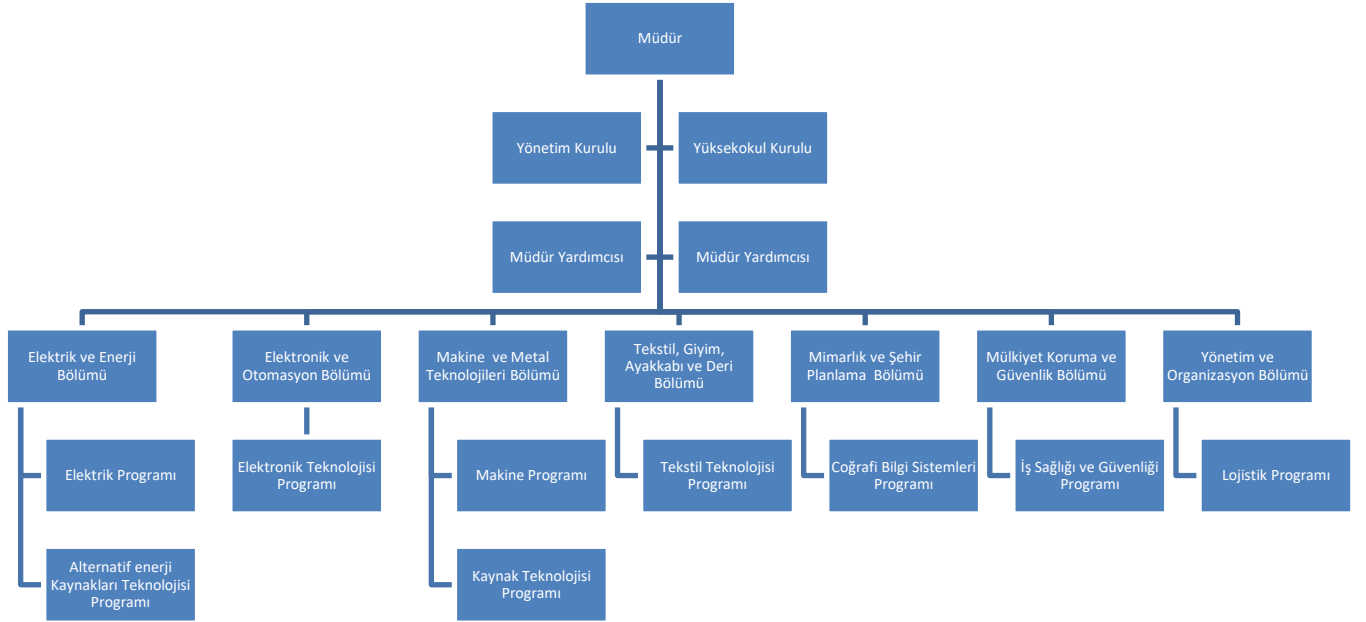 Müdür
Yönetim Kurulu
Yüksekokul Kurulu
Müdür Yardımcısı
Müdür Yardımcısı
Elektrik ve Enerji
Bölümü
Elektronik ve
Otomasyon Bölümü
Makine ve Metal
Teknolojileri Bölümü
Tekstil, Giyim,
Ayakkabı ve Deri
Bölümü
Mimarlık ve Şehir
Planlama Bölümü
Mülkiyet Koruma ve
Güvenlik Bölümü
Yönetim ve
Organizasyon Bölümü
Elektrik Programı
Elektronik Teknolojisi
Programı
Makine Programı
Tekstil Teknolojisi
Programı
Coğrafi Bilgi Sistemleri
Programı
İş Sağlığı ve Güvenliği
Programı
Lojistik Programı
Alternatif enerji
Kaynakları Teknolojisi
Programı
Kaynak Teknolojisi
Programı